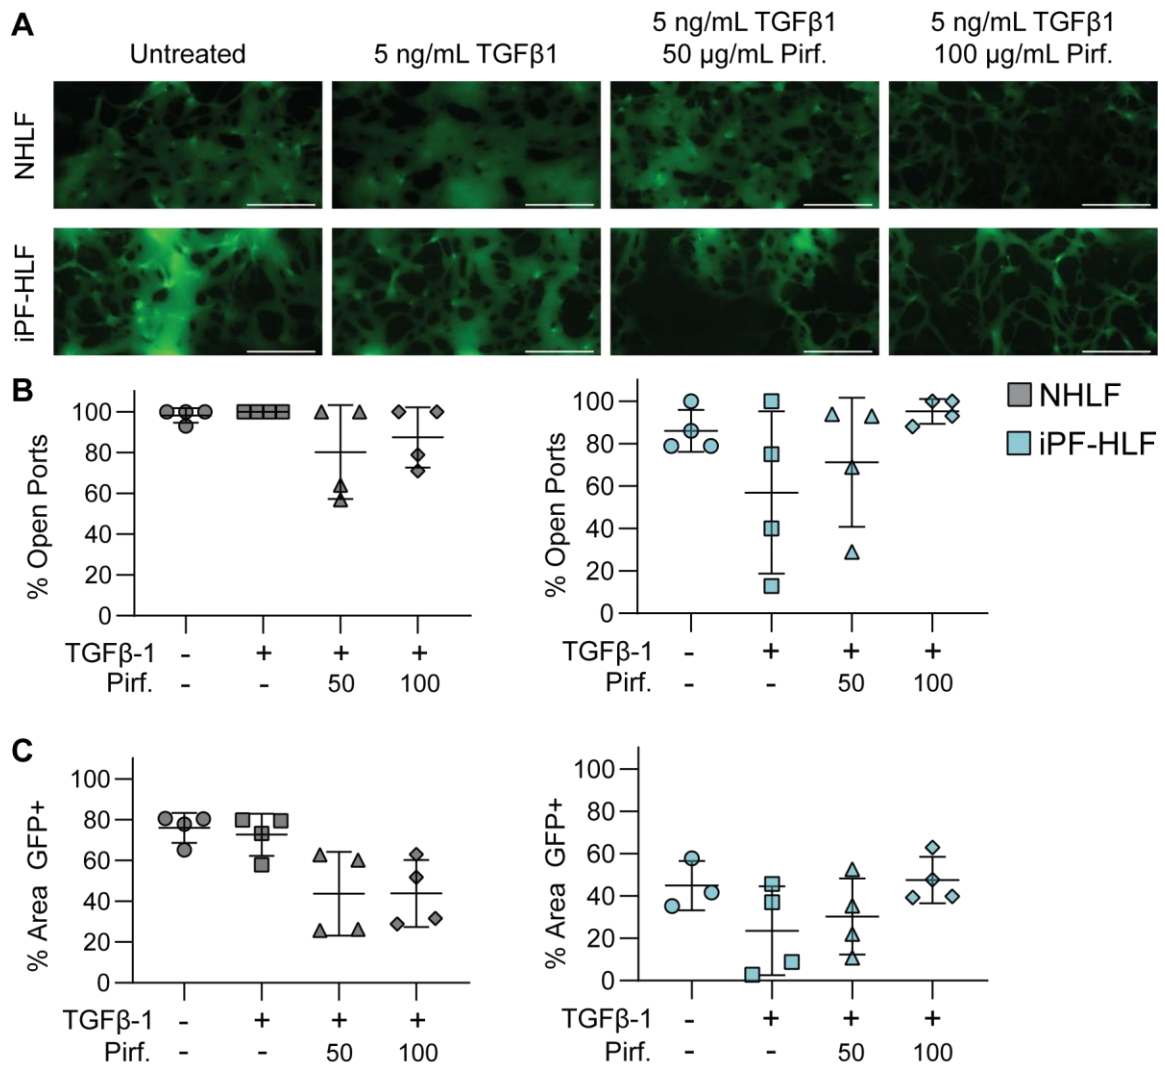 A
Untreated
5 ng/mL TGFβ1
5 ng/mL TGFβ1
50 µg/mL Pirf.
5 ng/mL TGFβ1
100 µg/mL Pirf.
NHLF
iPF-HLF
B
% Open Ports
100
80
60
40
20
0
TGFβ-1 - + + +
Pirf. - - 50 100
% Open Ports
100
80
60
40
20
0
TGFβ-1 - + + +
Pirf. - - 50 100
NHLF
iPF-HLF
C
% Area GFP+
100
80
60
40
20
0
TGFβ-1 - + + +
Pirf. - - 50 100
% Area GFP+
100
80
60
40
20
0
TGFβ-1 - + + +
Pirf. - - 50 100